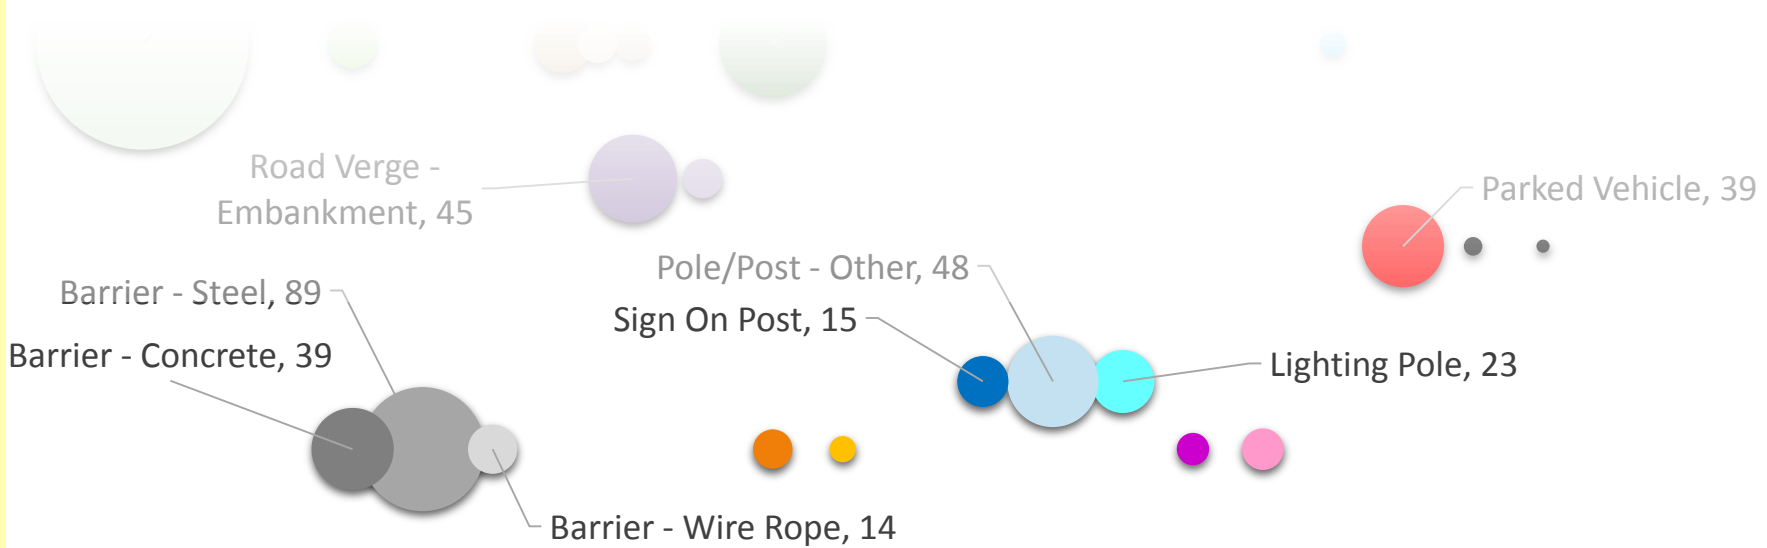 Road Verge -
Embankment, 45
Parked Vehicle, 39
Pole/Post - Other, 48
Barrier - Steel, 89
Sign On Post, 15
Barrier - Concrete, 39
Lighting Pole, 23
Barrier - Wire Rope, 14